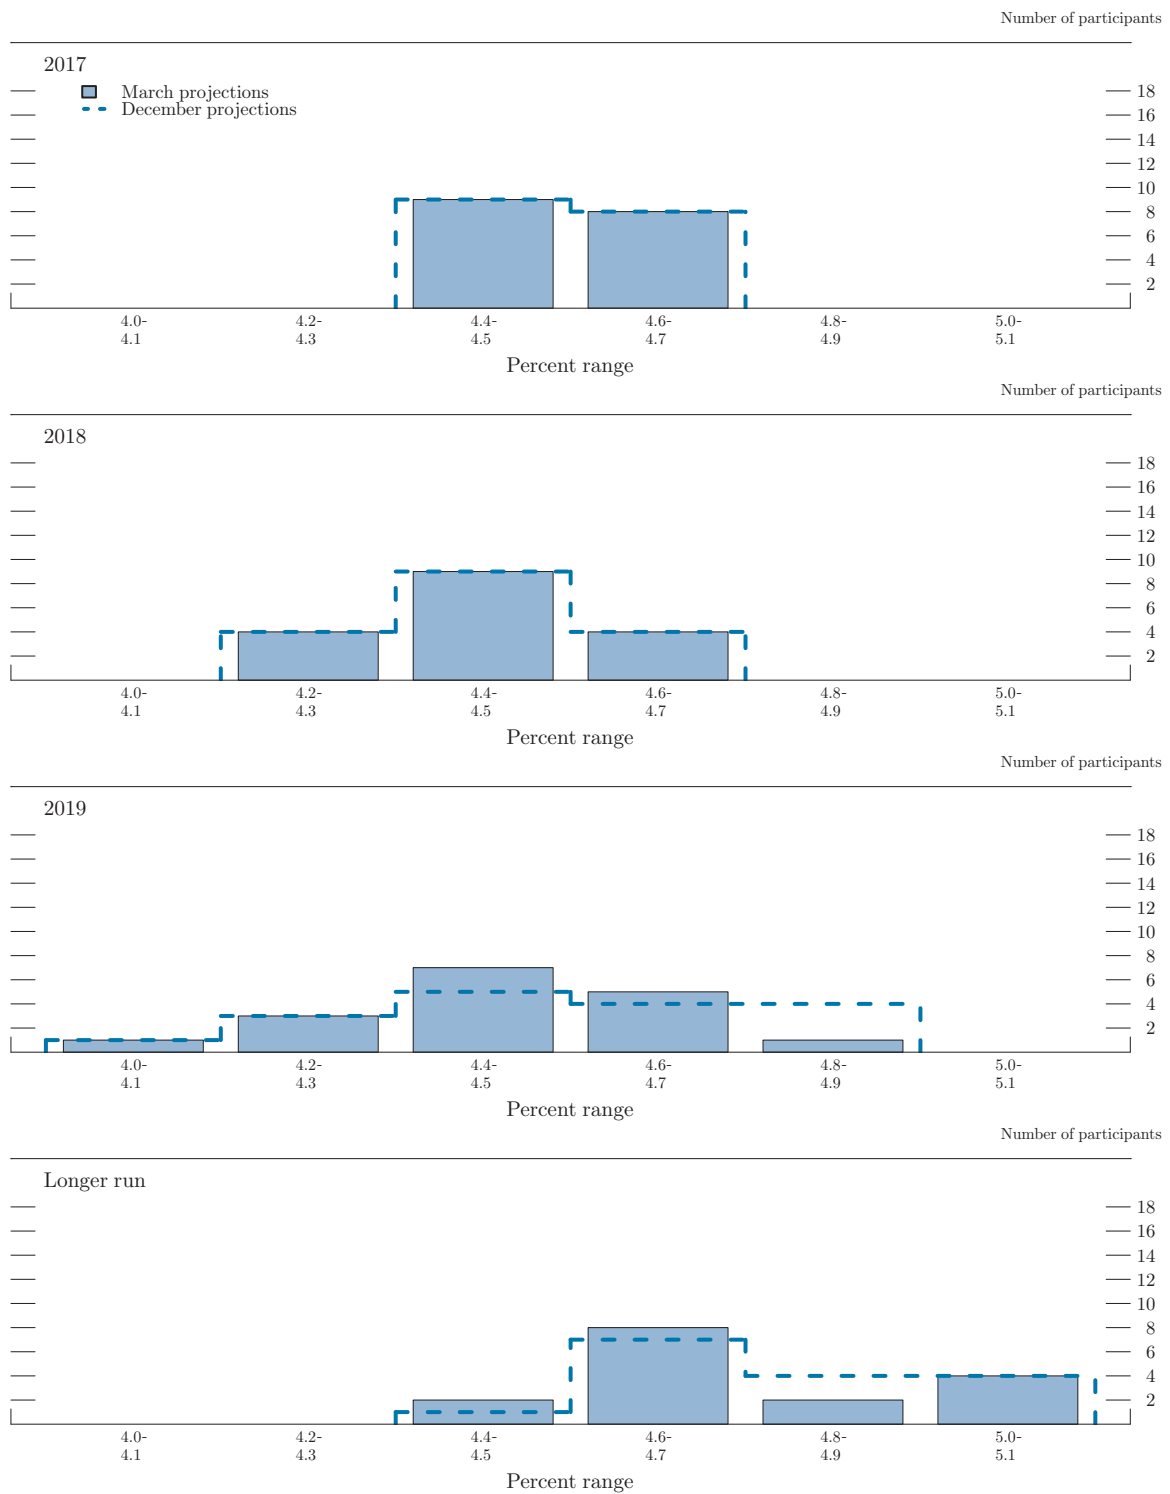 Number of participants
2017
March projections
December projections
18
16
14
12
10
8
6
4
2
4.0- 4.2- 4.4- 4.6- 4.8- 5.0-
4.1 4.3 4.5 4.7 4.9 5.1
Percent range
Number of participants
2018
18
16
14
12
10
8
6
4
2
4.0- 4.2- 4.4- 4.6- 4.8- 5.0-
4.1 4.3 4.5 4.7 4.9 5.1
Percent range
Number of participants
2019
18
16
14
12
10
8
6
4
2
4.0- 4.2- 4.4- 4.6- 4.8- 5.0-
4.1 4.3 4.5 4.7 4.9 5.1
Percent range
Number of participants
Longer run
18
16
14
12
10
8
6
4
2
4.0- 4.2- 4.4- 4.6- 4.8- 5.0-
4.1 4.3 4.5 4.7 4.9 5.1
Percent range